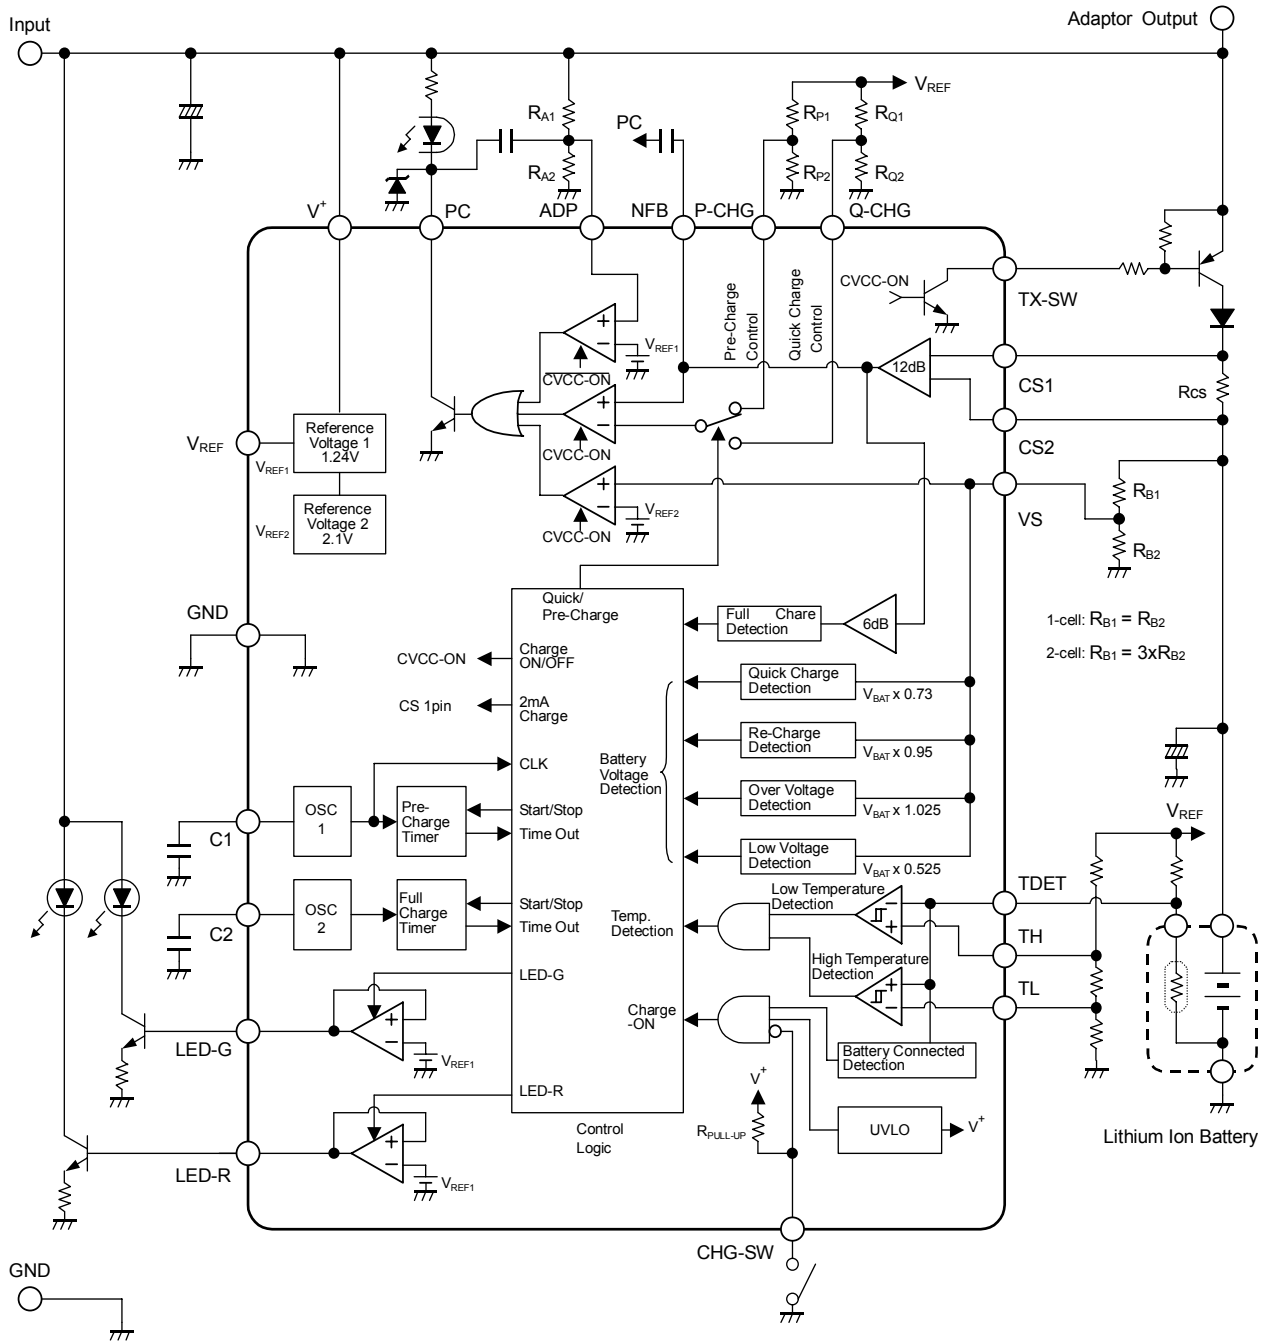 Input
Adaptor Output
VREF
RA1
PC
RP1
RQ1
RA2
RP2
RQ2
V+
PC
ADP
NFB
P-CHG
Q-CHG
TX-SW
CVCC-ON
Pre-Charge
Control
Quick Charge
Control
+
−
VREF1
CVCC-ON
12dB
CS1
Rcs
CS2
+
−
CVCC-ON
VREF
Reference
Voltage 1
1.24V
VREF1
Reference
Voltage 2
2.1V
VREF2
+
−
VREF2
CVCC-ON
VS
RB1
RB2
GND
Quick/
Pre-Charge
Full Chare
Detection
6dB
1-cell: RB1 = RB2
2-cell: RB1 = 3xRB2
CVCC-ON
Charge
ON/OFF
CS 1pin
2mA
Charge
Quick Charge
Detection
VBAT x 0.73
Re-Charge
Detection
VBAT x 0.95
Battery
Voltage
Detection
CLK
Over Voltage
Detection
VBAT x 1.025
Low Voltage
Detection
VBAT x 0.525
VREF
C1
OSC
1
Pre-
Charge
Timer
Start/Stop
Time Out
C2
OSC
2
Full
Charge
Timer
Start/Stop
Time Out
Temp.
Detection
Low Temperature
Detection
−
+
TDET
TH
High Temperature
Detection
+
−
TL
LED-G
LED-G
+
−
VREF1
Charge
-ON
Battery Connected
Detection
V+
RPULL-UP
UVLO
V+
LED-R
LED-R
+
−
VREF1
Control
Logic
Lithium Ion Battery
CHG-SW
GND